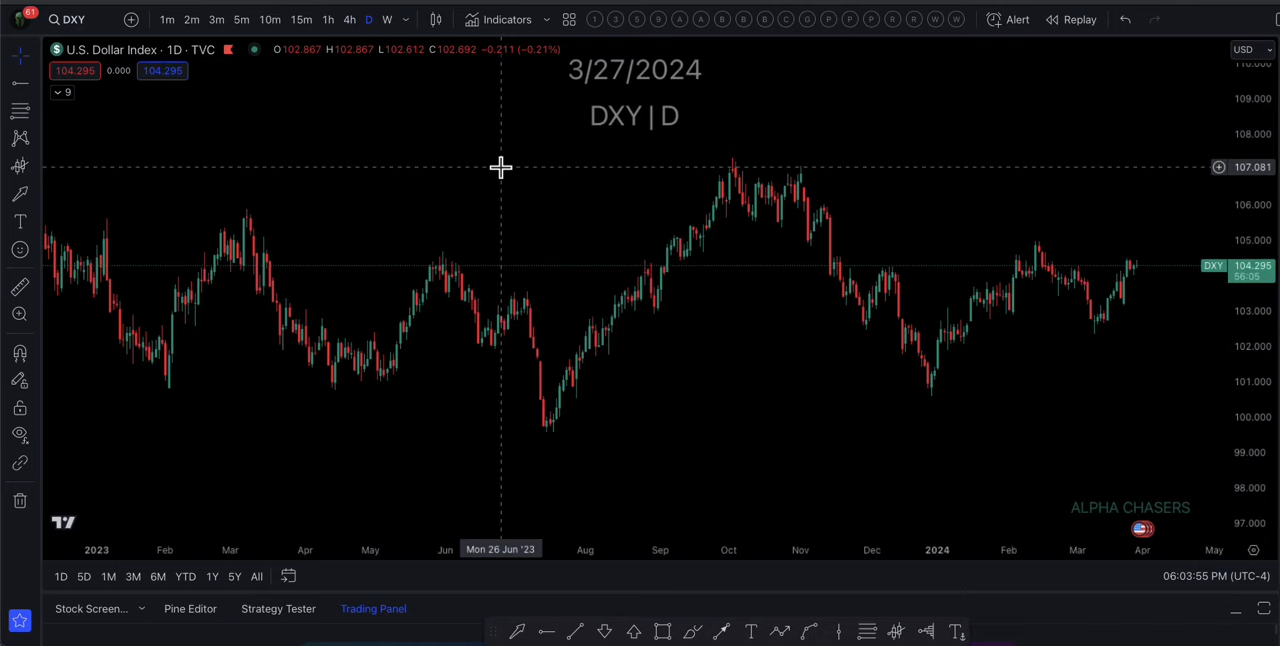 61 DXY 1m 2m 3m 5m 10m 15m 1h 4h D W Indicators 1 3 5 9 A A B B B C G P P P R R W W Alert Replay
$ U.S. Dollar Index · 1D · TVC O102.867 H102.867 L102.612 C102.692 −0.211 (−0.21%) USD
104.295 0.000 104.295
9
3/27/2024
DXY | D
110.000
109.000
108.000
107.081
106.000
105.000
DXY 104.295
56:05
103.000
102.000
101.000
100.000
99.000
98.000
97.000
ALPHA CHASERS
2023 Feb Mar Apr May Jun Mon 26 Jun '23 Aug Sep Oct Nov Dec 2024 Feb Mar Apr May
1D 5D 1M 3M 6M YTD 1Y 5Y All 06:03:55 PM (UTC-4)
Stock Screen... Pine Editor Strategy Tester Trading Panel